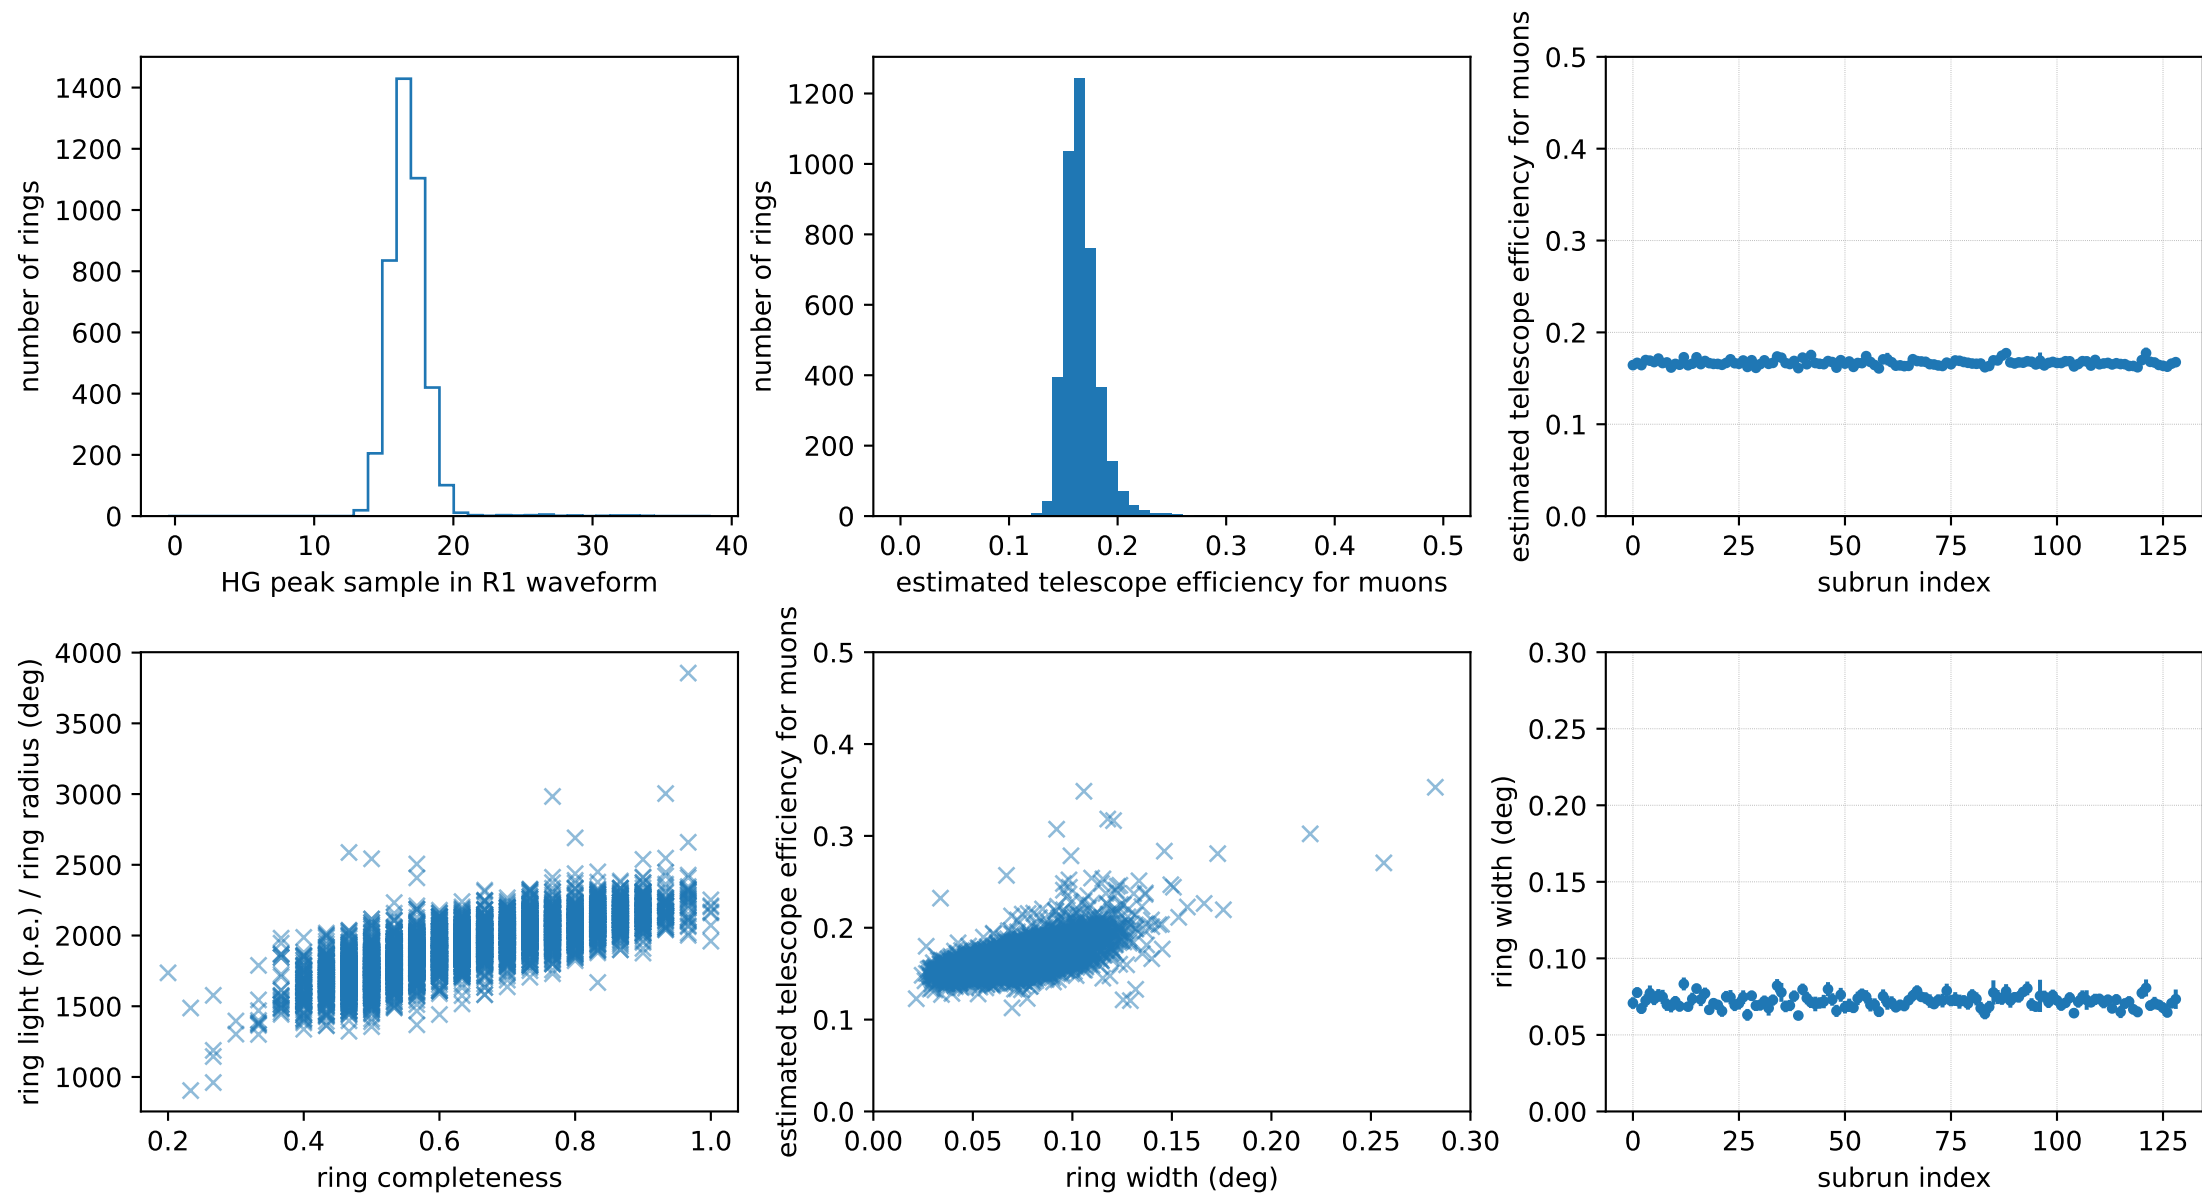 number of rings
1400
1200
1000
800
600
400
200
0
0 10 20 30 40
HG peak sample in R1 waveform
number of rings
1200
1000
800
600
400
200
0
0.0 0.1 0.2 0.3 0.4 0.5
estimated telescope efficiency for muons
estimated telescope efficiency for muons
0.5
0.4
0.3
0.2
0.1
0.0
0 25 50 75 100 125
subrun index
ring light (p.e.) / ring radius (deg)
4000
3500
3000
2500
2000
1500
1000
0.2 0.4 0.6 0.8 1.0
ring completeness
estimated telescope efficiency for muons
0.5
0.4
0.3
0.2
0.1
0.0
0.00 0.05 0.10 0.15 0.20 0.25 0.30
ring width (deg)
ring width (deg)
0.30
0.25
0.20
0.15
0.10
0.05
0.00
0 25 50 75 100 125
subrun index